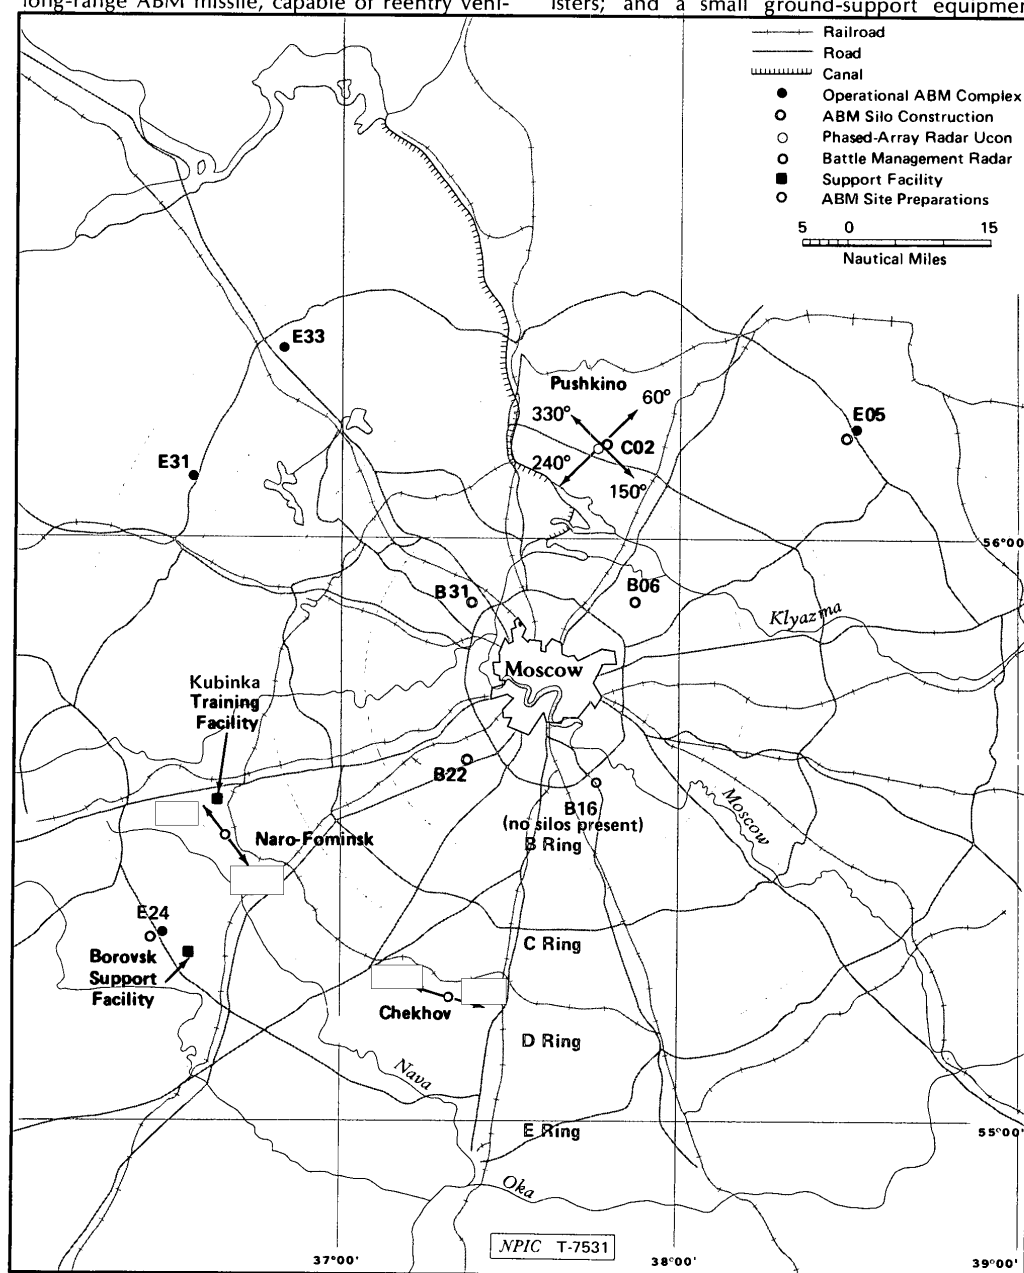 long-range ABM missile, capable of reentry vehi-
isters; and a small ground-support equipmen
Railroad
Road
Canal
Operational ABM Complex
ABM Silo Construction
Phased-Array Radar Ucon
Battle Management Radar
Support Facility
ABM Site Preparations
5 0 15
Nautical Miles
E33
Pushkino
60°
330°
E05
C02
E31
240°
150°
56°00
B31
B06
Klyazma
Moscow
Kubinka
Training
Facility
B22
B16
(no silos present)
Moscow
Naro-Fominsk
B Ring
E24
C Ring
Borovsk
Support
Facility
Chekhov
D Ring
Nava
E Ring
55°00'
Oka
NPIC T-7531
37°00'
38°00'
39°00'